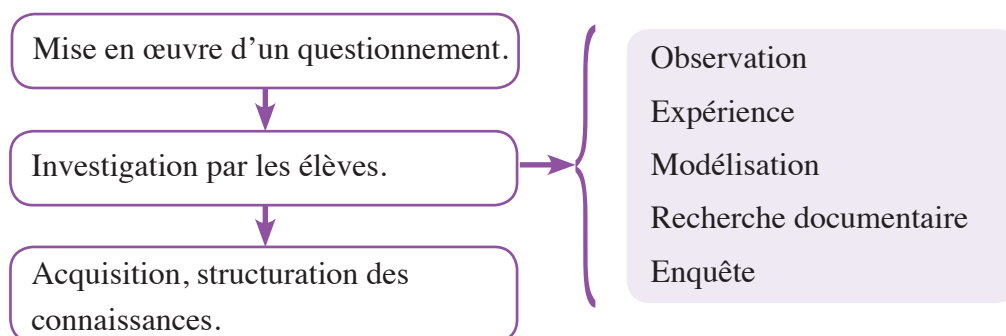 Mise en œuvre d’un questionnement.
Investigation par les élèves.
Acquisition, structuration des
connaissances.
Observation
Expérience
Modélisation
Recherche documentaire
Enquête